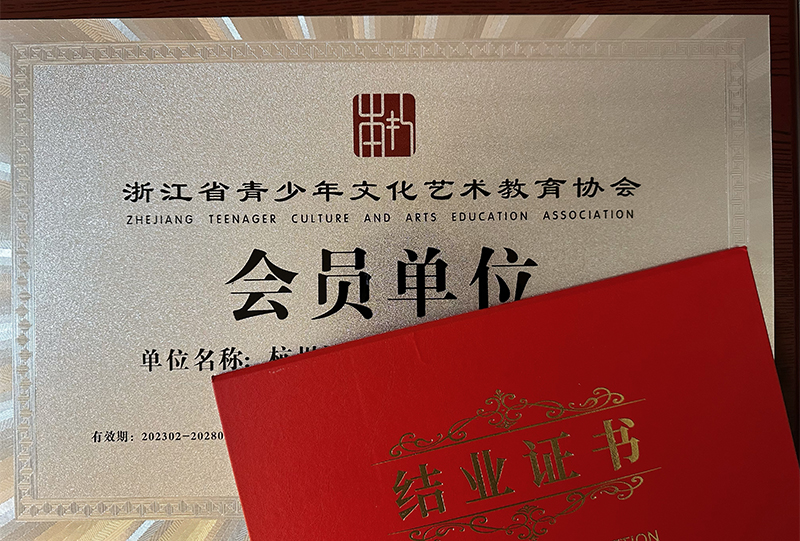 浙江省青少年文化艺术教育协会
ZHEJIANG TEENAGER CULTURE AND ARTS EDUCATION ASSOCIATION
会员单位
单位名称: 杭州
有效期: 202302-20280
结业证书